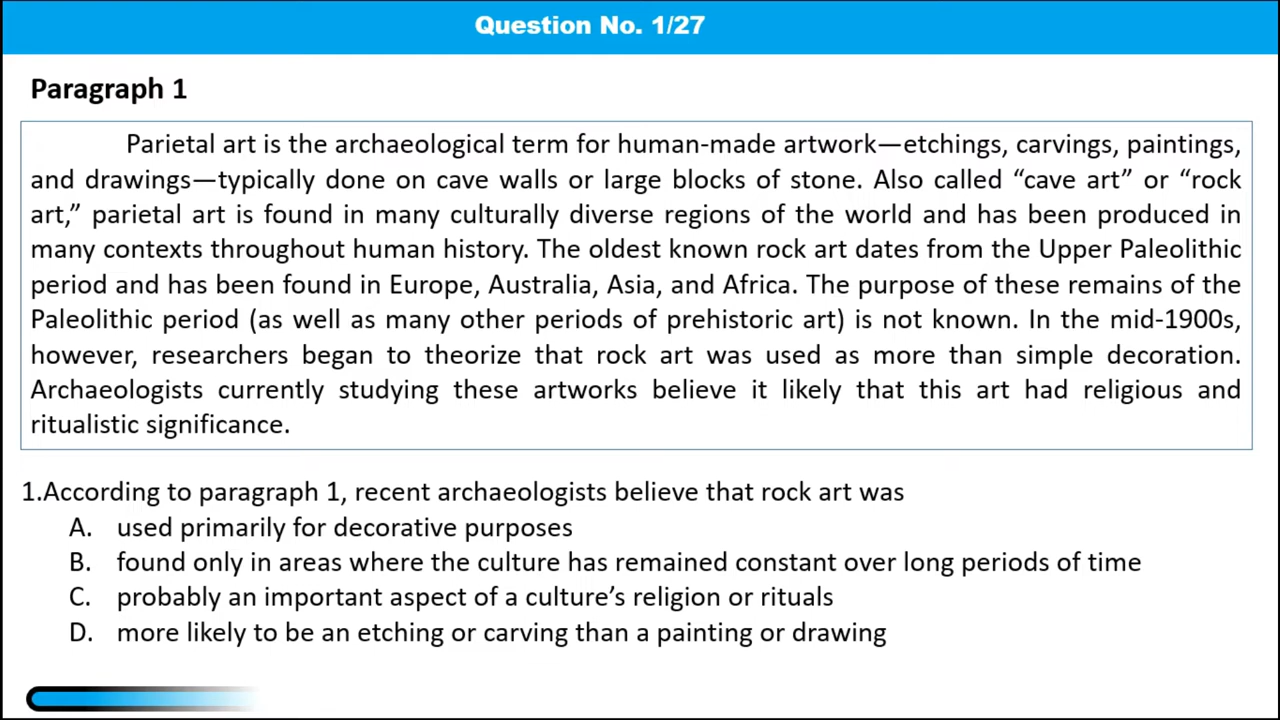 Question No. 1/27
Paragraph 1
Parietal art is the archaeological term for human-made artwork—etchings, carvings, paintings,
and drawings—typically done on cave walls or large blocks of stone. Also called “cave art” or “rock
art,” parietal art is found in many culturally diverse regions of the world and has been produced in
many contexts throughout human history. The oldest known rock art dates from the Upper Paleolithic
period and has been found in Europe, Australia, Asia, and Africa. The purpose of these remains of the
Paleolithic period (as well as many other periods of prehistoric art) is not known. In the mid-1900s,
however, researchers began to theorize that rock art was used as more than simple decoration.
Archaeologists currently studying these artworks believe it likely that this art had religious and
ritualistic significance.
1.According to paragraph 1, recent archaeologists believe that rock art was
A. used primarily for decorative purposes
B. found only in areas where the culture has remained constant over long periods of time
C. probably an important aspect of a culture’s religion or rituals
D. more likely to be an etching or carving than a painting or drawing